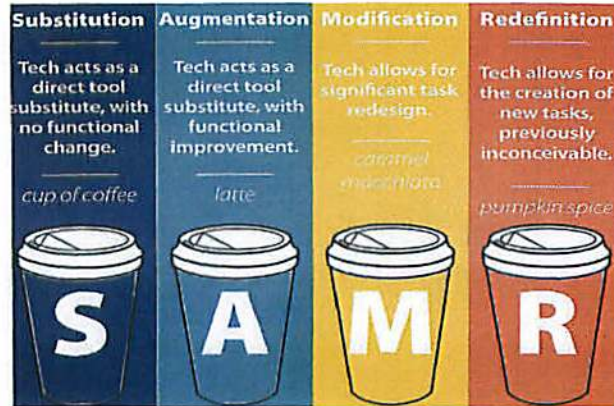 Substitution
Tech acts as a
direct tool
substitute, with
no functional
change.
cup of coffee
S
Augmentation
Tech acts as a
direct tool
substitute, with
functional
improvement.
latte
A
Modification
Tech allows for
significant task
redesign.
caramel
macchiato
M
Redefinition
Tech allows for
the creation of
new tasks,
previously
inconceivable.
pumpkin spice
R